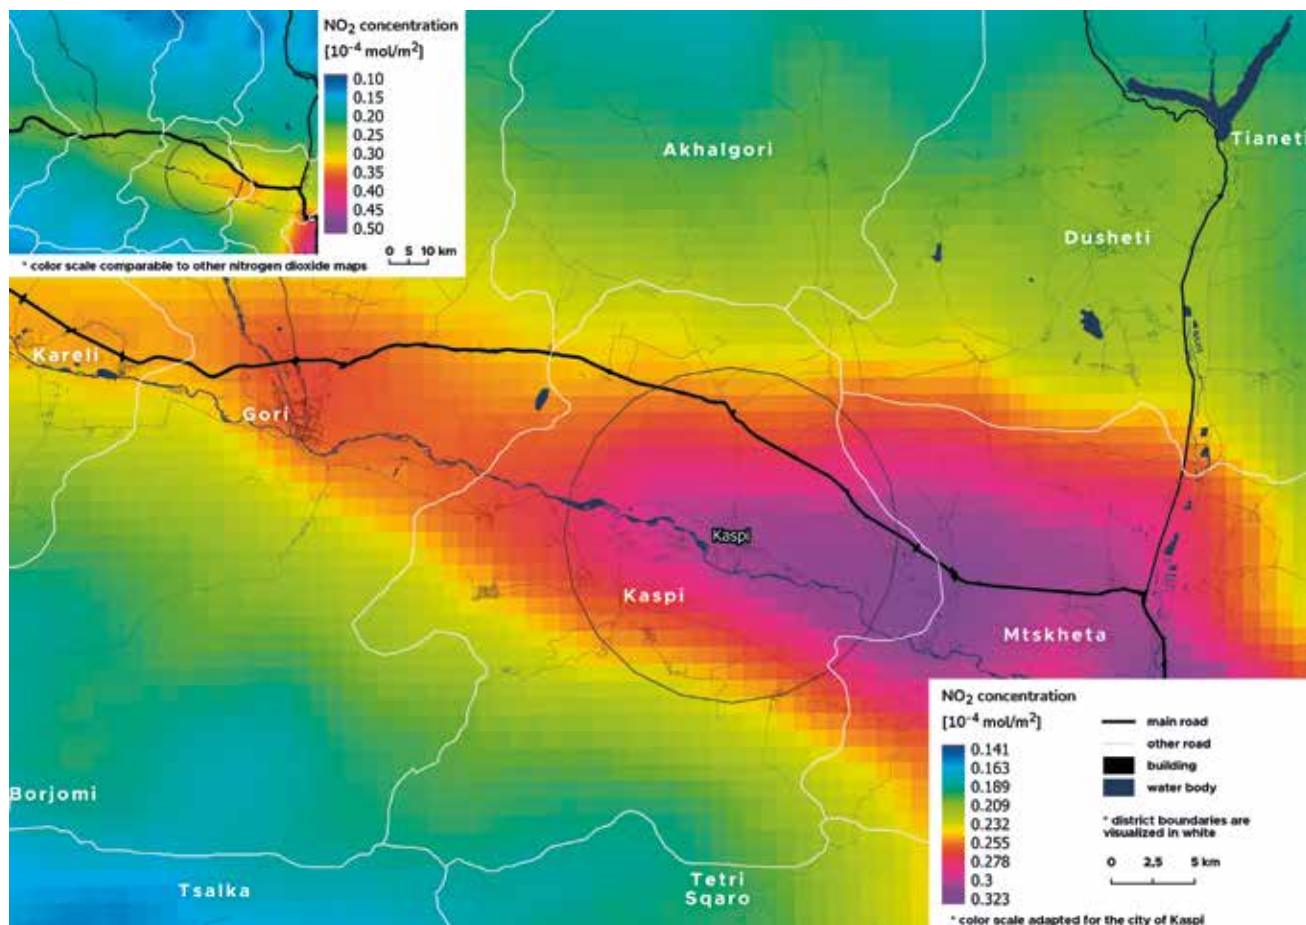 NO₂ concentration
[10⁻⁴ mol/m²]
0.10
0.15
0.20
0.25
0.30
0.35
0.40
0.45
0.50
0 5 10 km
* color scale comparable to other nitrogen dioxide maps
Akhalgori
Tianeti
Dusheti
Kareli
Gori
Kaspi
Kaspi
Mtskheta
Borjomi
Tsalka
Tetri
Sqaro
NO₂ concentration
[10⁻⁴ mol/m²]
0.141
0.163
0.189
0.209
0.232
0.255
0.278
0.3
0.323
main road
other road
building
water body
* district boundaries are
visualized in white
0 2,5 5 km
* color scale adapted for the city of Kaspi